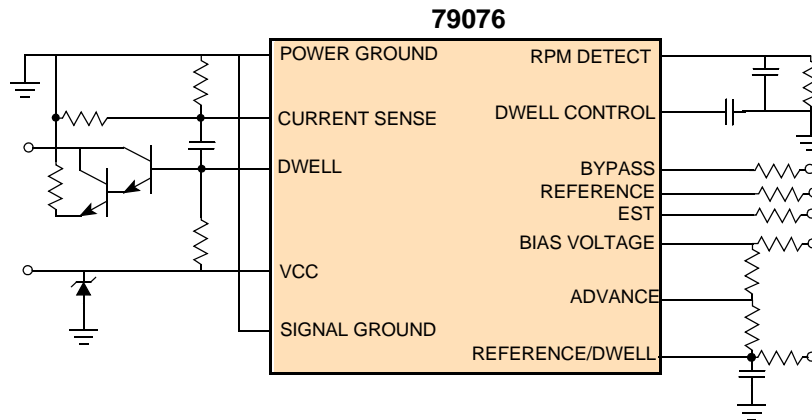 79076
POWER GROUND
CURRENT SENSE
DWELL
VCC
SIGNAL GROUND
RPM DETECT
DWELL CONTROL
BYPASS
REFERENCE
EST
BIAS VOLTAGE
ADVANCE
REFERENCE/DWELL